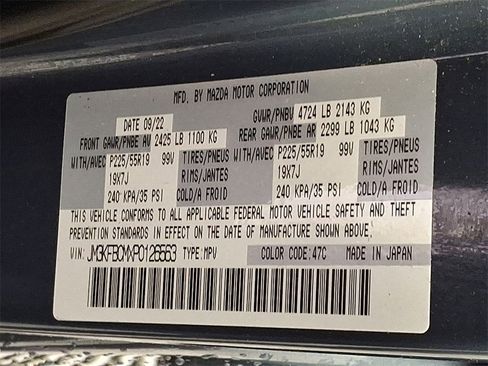 MFD. BY MAZDA MOTOR CORPORATION
DATE 09/22 GVWR/PNBV 4724 LB 2143 KG
FRONT GAWR/PNBE AV 2425 LB 1100 KG REAR GAWR/PNBE AR 2299 LB 1043 KG
WITH/AVEC P225/55R19 99V TIRES/PNEUS WITH/AVEC P225/55R19 99V TIRES/PNEUS
19X7J RIMS/JANTES 19X7J RIMS/JANTES
240 KPA/35 PSI COLD/A FROID 240 KPA/35 PSI COLD/A FROID
THIS VEHICLE CONFORMS TO ALL APPLICABLE FEDERAL MOTOR VEHICLE SAFETY AND THEFT
PREVENTION STANDARDS IN EFFECT ON THE DATE OF MANUFACTURE SHOWN ABOVE.
VIN: JM3KFBCMXP0126563 TYPE: MPV COLOR CODE: 47C MADE IN JAPAN